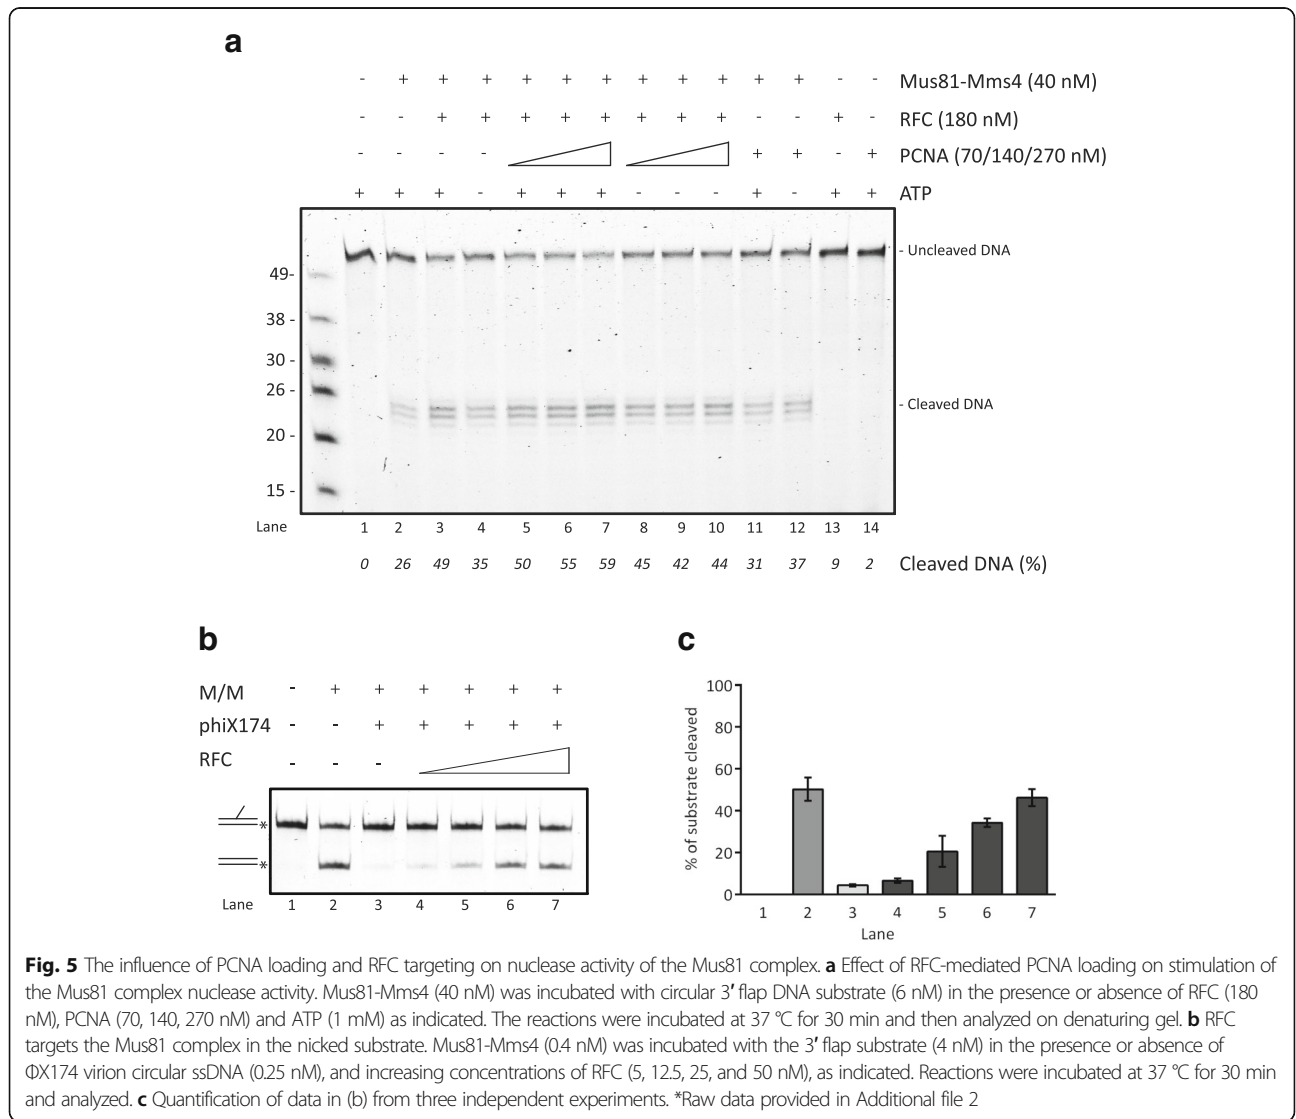 a
- + + + + + + + + + + + - - Mus81-Mms4 (40 nM)
- - + + + + + + + + - - + - RFC (180 nM)
- - - - + + - + PCNA (70/140/270 nM)
+ + + - + + + - - - + - + + ATP
- Uncleaved DNA
49-
38 -
30 -
26 -
- Cleaved DNA
20 -
15 -
Lane 1 2 3 4 5 6 7 8 9 10 11 12 13 14
0 26 49 35 50 55 59 45 42 44 31 37 9 2 Cleaved DNA (%)
b
M/M - + + + + + +
phiX174 - - + + + + +
RFC - - -
*
*
Lane 1 2 3 4 5 6 7
c
100
80
60
40
20
0
% of substrate cleaved
1 2 3 4 5 6 7
Lane
Fig. 5 The influence of PCNA loading and RFC targeting on nuclease activity of the Mus81 complex. a Effect of RFC-mediated PCNA loading on stimulation of
the Mus81 complex nuclease activity. Mus81-Mms4 (40 nM) was incubated with circular 3′ flap DNA substrate (6 nM) in the presence or absence of RFC (180
nM), PCNA (70, 140, 270 nM) and ATP (1 mM) as indicated. The reactions were incubated at 37 °C for 30 min and then analyzed on denaturing gel. b RFC
targets the Mus81 complex in the nicked substrate. Mus81-Mms4 (0.4 nM) was incubated with the 3′ flap substrate (4 nM) in the presence or absence of
ΦX174 virion circular ssDNA (0.25 nM), and increasing concentrations of RFC (5, 12.5, 25, and 50 nM), as indicated. Reactions were incubated at 37 °C for 30 min
and analyzed. c Quantification of data in (b) from three independent experiments. *Raw data provided in Additional file 2